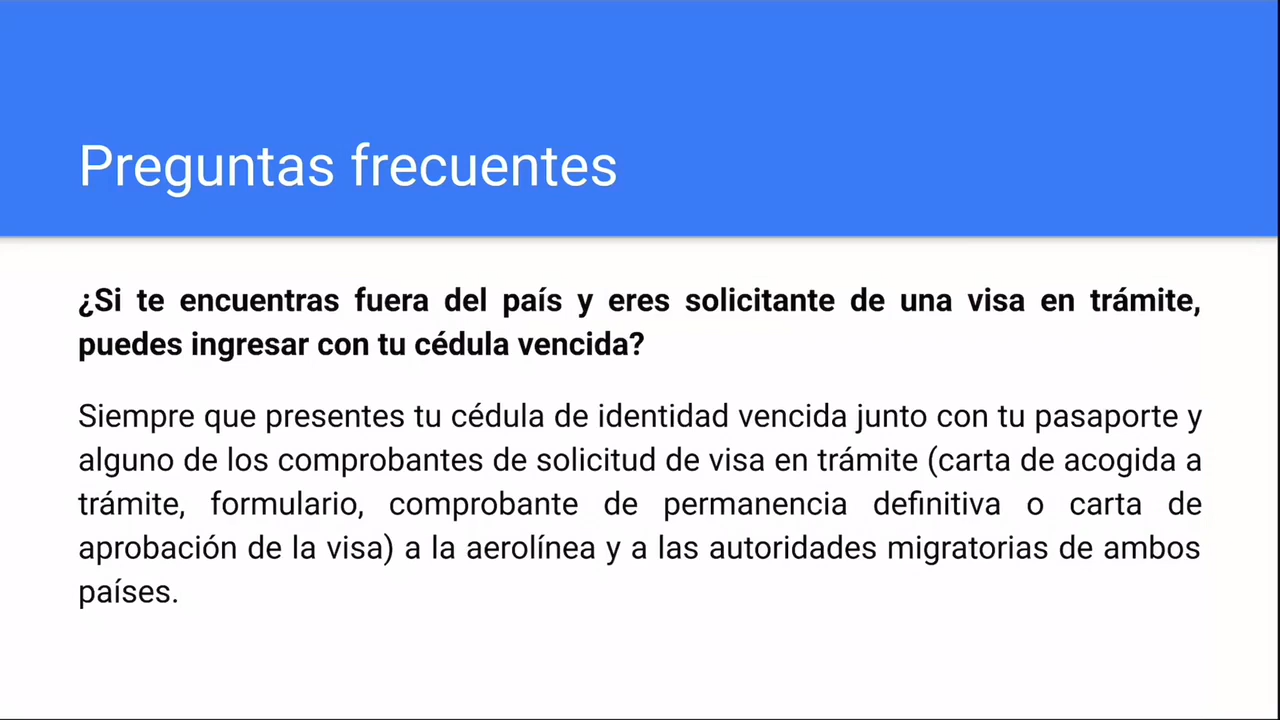 Preguntas frecuentes
¿Si te encuentras fuera del país y eres solicitante de una visa en trámite,
puedes ingresar con tu cédula vencida?
Siempre que presentes tu cédula de identidad vencida junto con tu pasaporte y
alguno de los comprobantes de solicitud de visa en trámite (carta de acogida a
trámite, formulario, comprobante de permanencia definitiva o carta de
aprobación de la visa) a la aerolínea y a las autoridades migratorias de ambos
países.